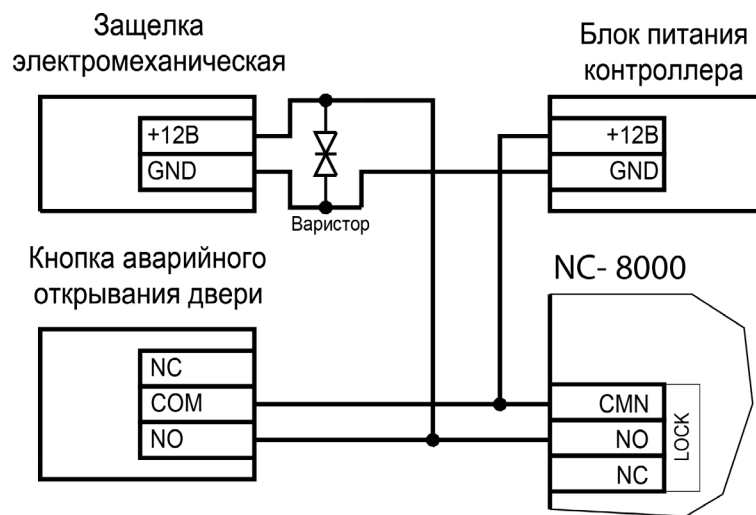 Защелка
электромеханическая
+12В
GND
Варистор
Блок питания
контроллера
+12В
GND
Кнопка аварийного
открывания двери
NC
COM
NO
NC- 8000
CMN
NO
NC
LOCK